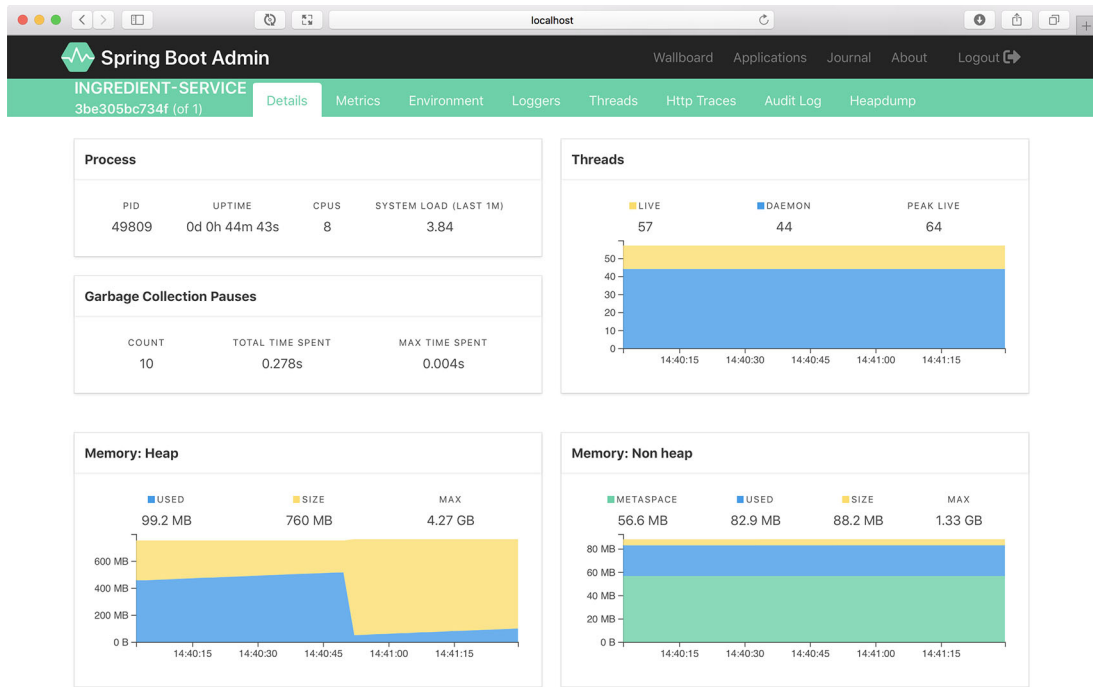 localhost
Spring Boot Admin
Wallboard Applications Journal About Logout
INGREDIENT-SERVICE
3be305bc734f (of 1)
Details Metrics Environment Loggers Threads Http Traces Audit Log Heapdump
Process
PID UPTIME CPUS SYSTEM LOAD (LAST 1M)
49809 0d 0h 44m 43s 8 3.84
Garbage Collection Pauses
COUNT TOTAL TIME SPENT MAX TIME SPENT
10 0.278s 0.004s
Threads
LIVE DAEMON PEAK LIVE
57 44 64
50
40
30
20
10
0
14:40:15 14:40:30 14:40:45 14:41:00 14:41:15
Memory: Heap
USED SIZE MAX
99.2 MB 760 MB 4.27 GB
600 MB
400 MB
200 MB
0 B
14:40:15 14:40:30 14:40:45 14:41:00 14:41:15
Memory: Non heap
METASPACE USED SIZE MAX
56.6 MB 82.9 MB 88.2 MB 1.33 GB
80 MB
60 MB
40 MB
20 MB
0 B
14:40:15 14:40:30 14:40:45 14:41:00 14:41:15